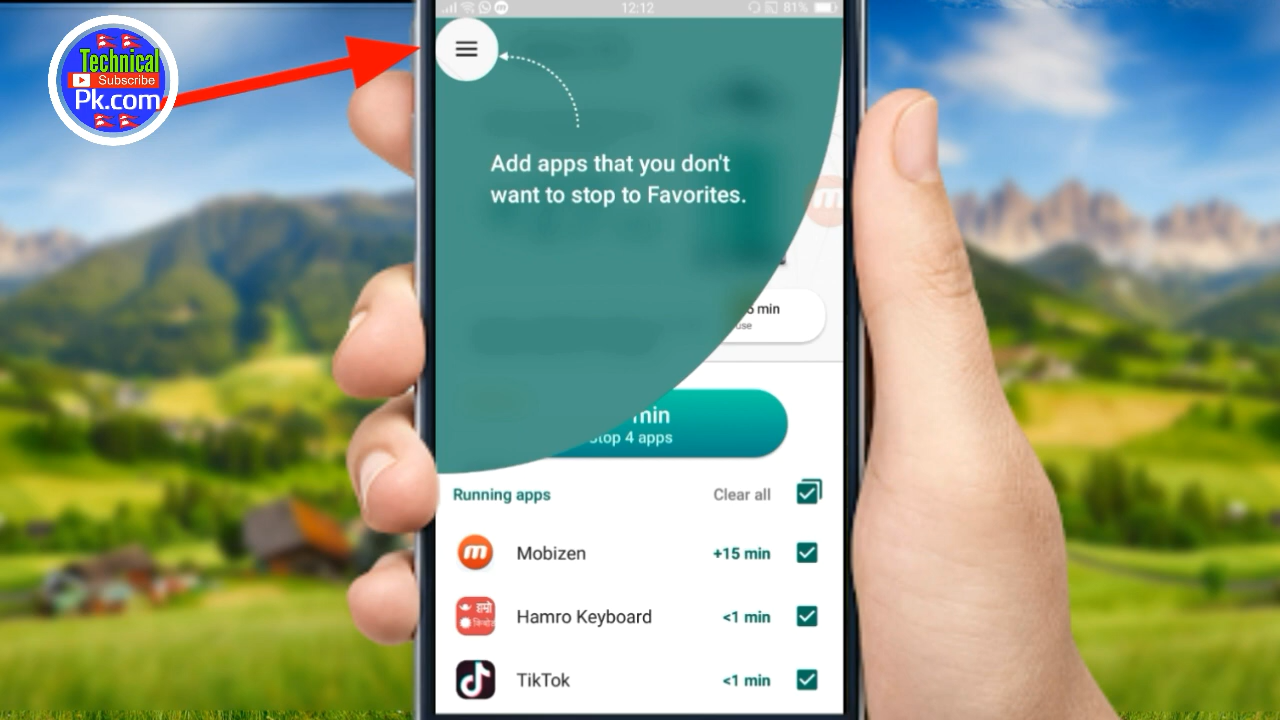 12:12
81%
Technical
Subscribe
Pk.com
Add apps that you don't
want to stop to Favorites.
m
min
use
min
stop 4 apps
Running apps
Clear all
m
Mobizen
+15 min
हाम्रो
Hamro Keyboard
<1 min
TikTok
<1 min